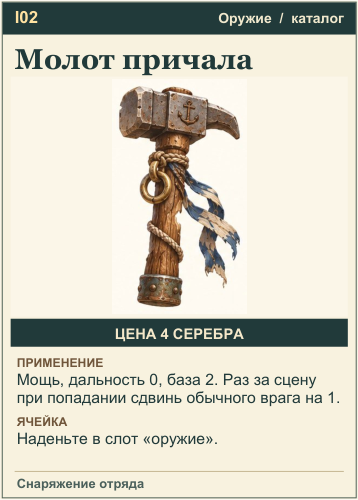 I02
Оружие / каталог
Молот причала
ЦЕНА 4 СЕРЕБРА
ПРИМЕНЕНИЕ
Мощь, дальность 0, база 2. Раз за сцену
при попадании сдвинь обычного врага на 1.
ЯЧЕЙКА
Наденьте в слот «оружие».
Снаряжение отряда